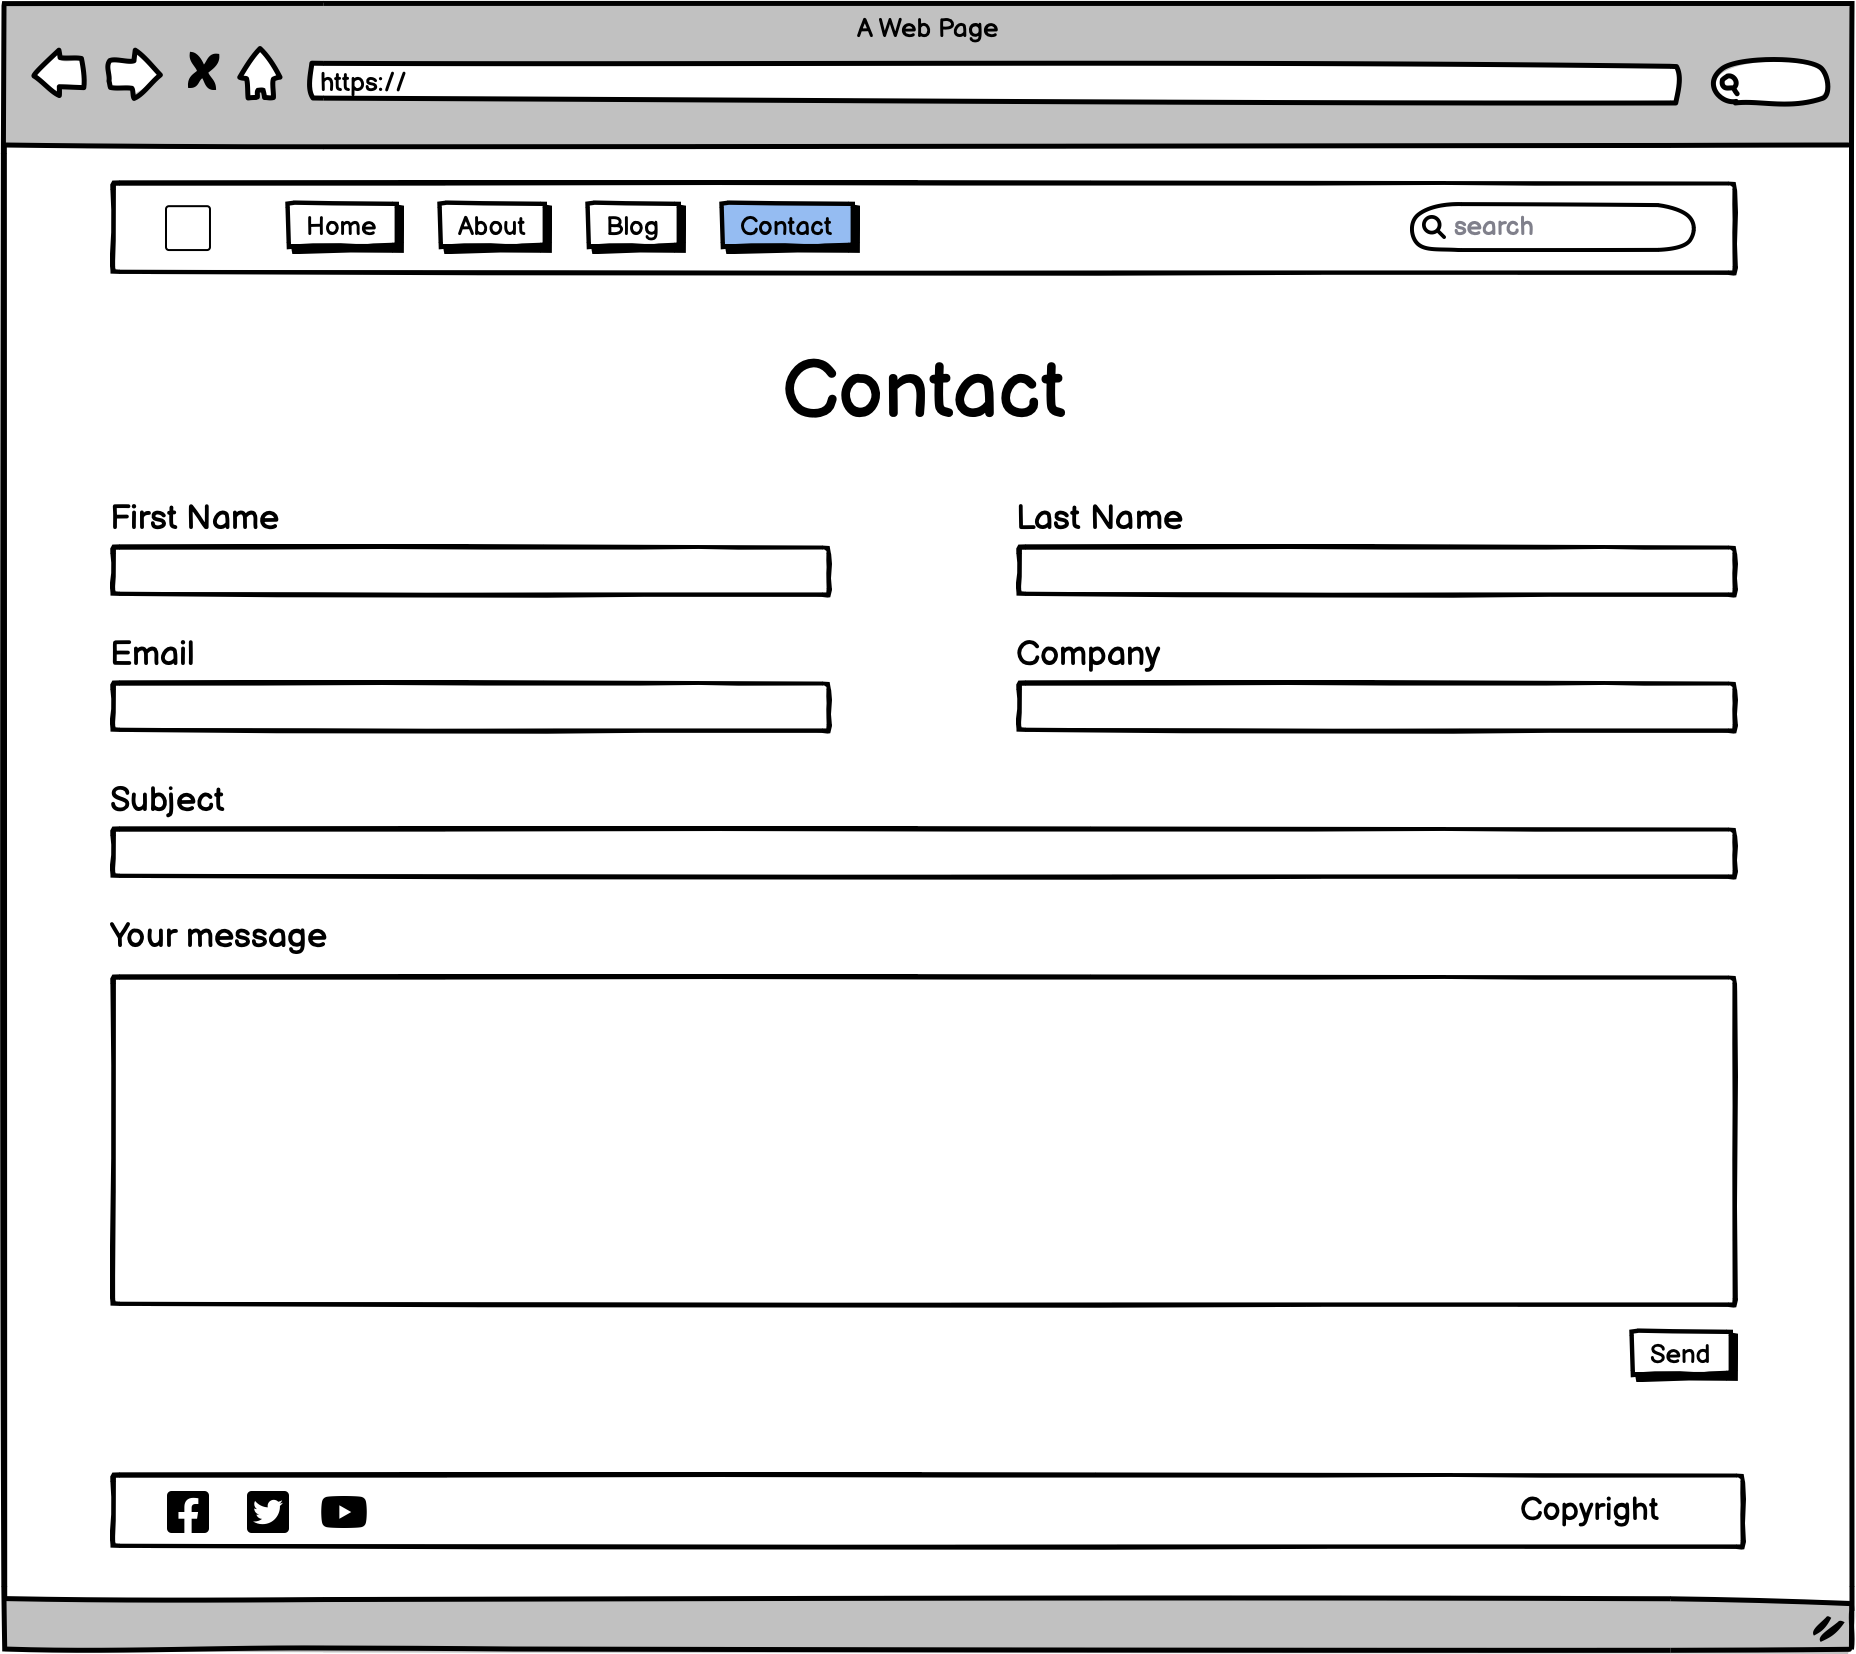 A Web Page
https://
Home About Blog Contact search
Contact
First Name Last Name
Email Company
Subject
Your message
Send
Copyright